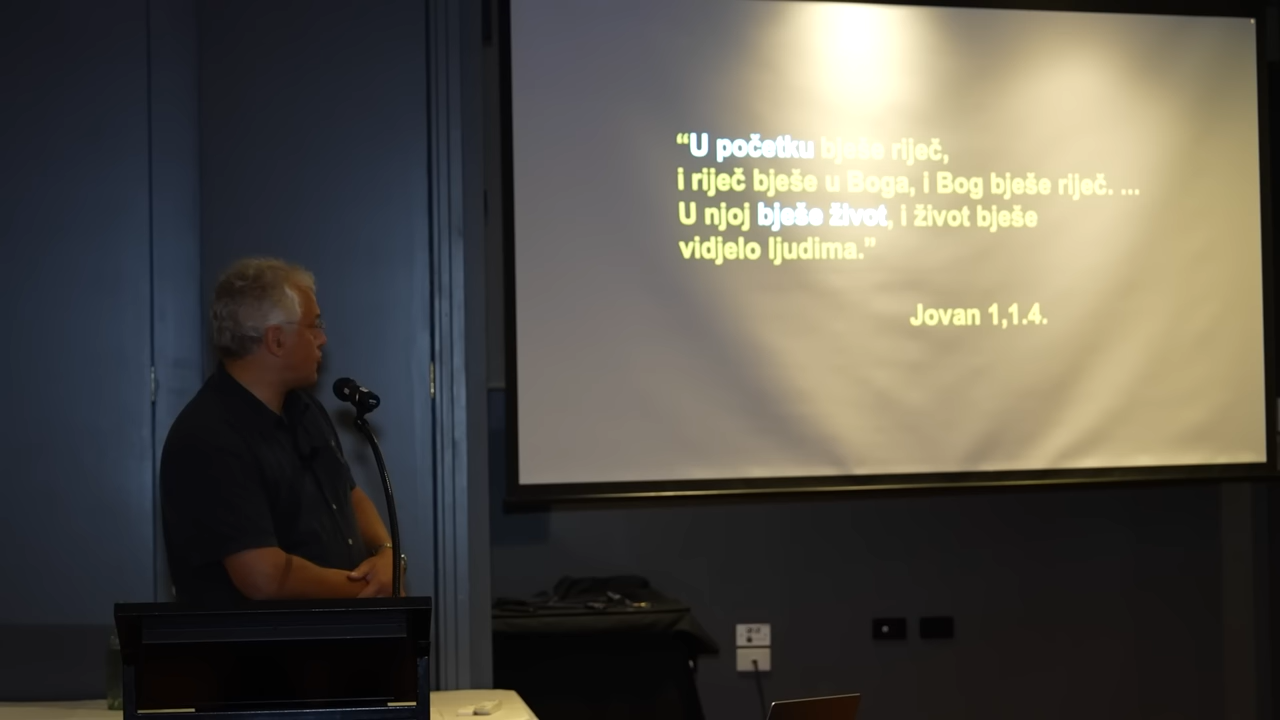 “U početku bješe riječ,
i riječ bješe u Boga, i Bog bješe riječ. ...
U njoj bješe život, i život bješe
vidjelo ljudima.”
Jovan 1,1.4.